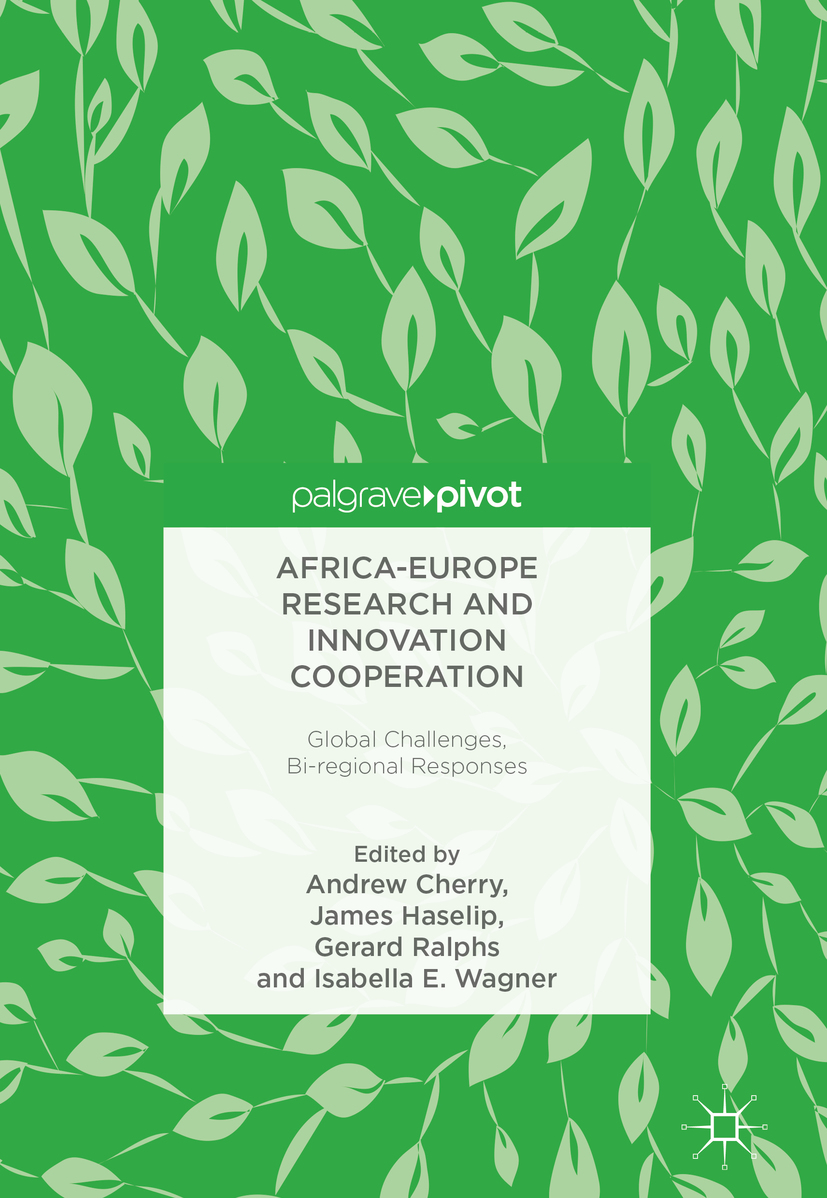 palgrave pivot
AFRICA-EUROPE
RESEARCH AND
INNOVATION
COOPERATION
Global Challenges,
Bi-regional Responses
Edited by
Andrew Cherry,
James Haselip,
Gerard Ralphs
and Isabella E. Wagner